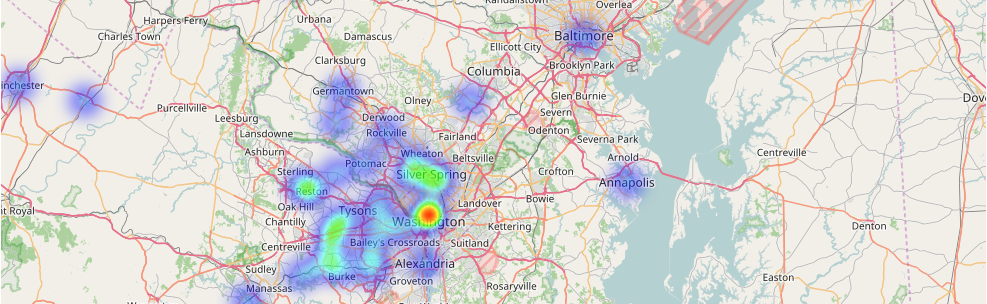 Randallstown
Overlea
Harpers Ferry
Urbana
Charles Town
Damascus
Baltimore
Ellicott City
Clarksburg
Brooklyn Park
Columbia
inchester
Germantown
Glen Burnie
Dov
Olney
Purcellville
Severn
Leesburg
Derwood
Lansdowne
Rockville
Fairland
Odenton
Severna Park
Ashburn
Wheaton
Beltsville
Arnold
Centreville
Potomac
Sterling
Silver Spring
Crofton
Reston
Annapolis
Oak Hill
Tysons
Landover
Bowie
nt Royal
Chantilly
Washington
Kettering
Denton
Centreville
Bailey's Crossroads
Suitland
Sudley
Alexandria
Burke
Groveton
Easton
Manassas
Rosaryville